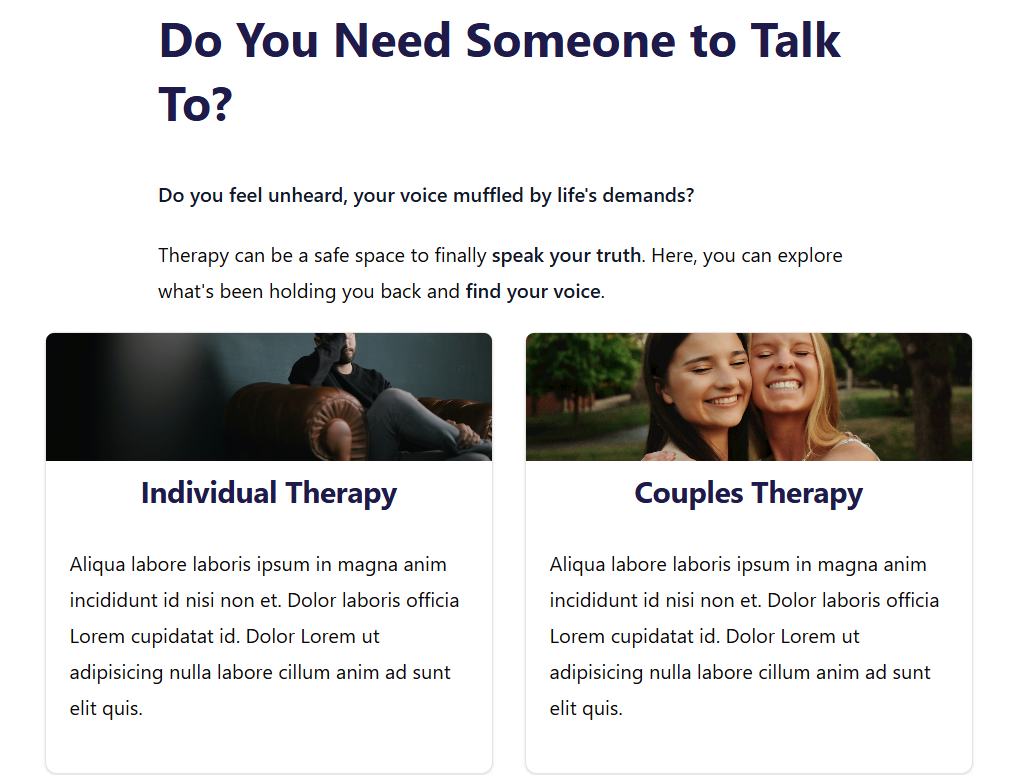 Do You Need Someone to Talk
To?
Do you feel unheard, your voice muffled by life's demands?
Therapy can be a safe space to finally speak your truth. Here, you can explore
what's been holding you back and find your voice.
Individual Therapy
Aliqua labore laboris ipsum in magna anim
incididunt id nisi non et. Dolor laboris officia
Lorem cupidatat id. Dolor Lorem ut
adipisicing nulla labore cillum anim ad sunt
elit quis.
Couples Therapy
Aliqua labore laboris ipsum in magna anim
incididunt id nisi non et. Dolor laboris officia
Lorem cupidatat id. Dolor Lorem ut
adipisicing nulla labore cillum anim ad sunt
elit quis.